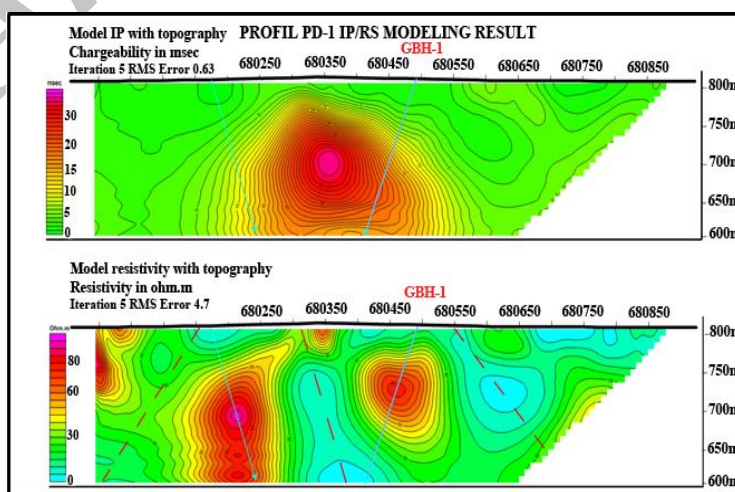 Model IP with topography PROFIL PD-1 IP/RS MODELING RESULT
Chargeability in msec GBH-1
Iteration 5 RMS Error 0.63 680250 680350 680450 680550 680650 680750 680850
msec
30
20
15
10
5
0
800m
750m
700m
650m
600m
Model resistivity with topography
Resistivity in ohm.m
Iteration 5 RMS Error 4.7 GBH-1
680250 680350 680450 680550 680650 680750 680850
Ohm.m
80
60
30
0
800m
750m
700m
650m
600m